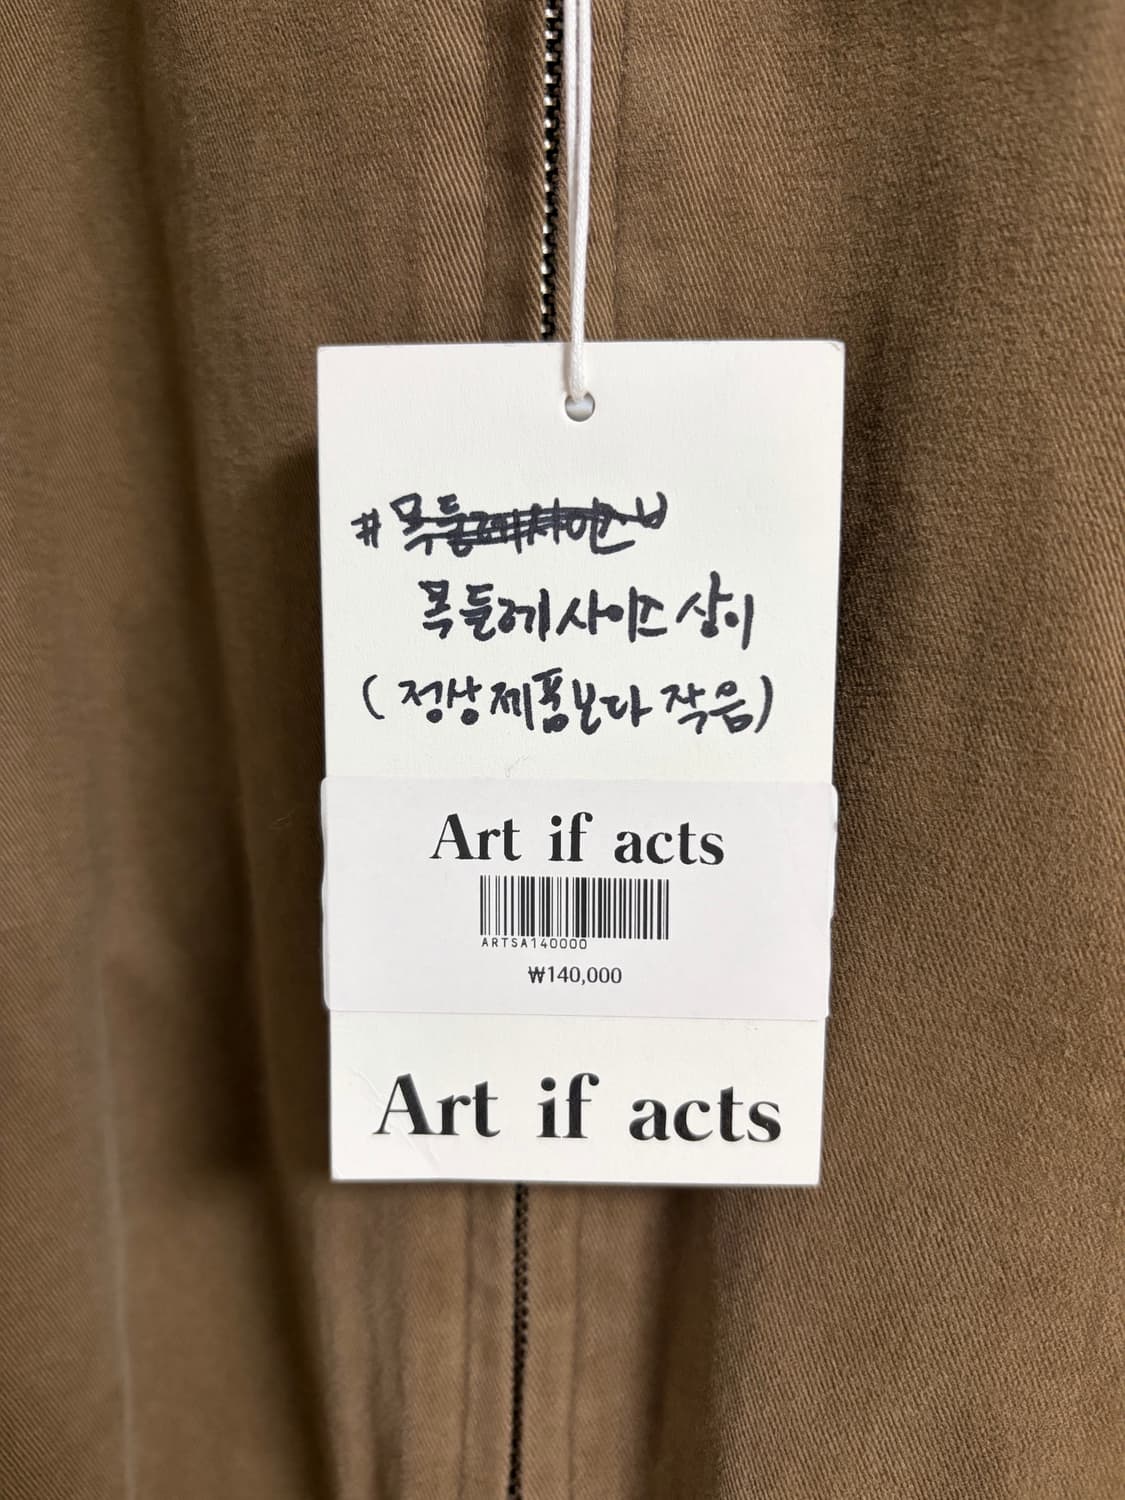 #
목둘레 사이즈 상이
(정상제품보다 작음)
Art if acts
ARTSA140000
₩140,000
Art if acts